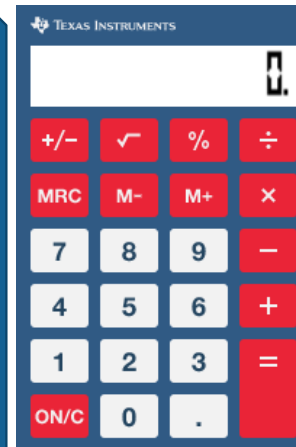 TEXAS INSTRUMENTS
0.
+/− √ % ÷
MRC M− M+ ×
7 8 9 −
4 5 6 +
1 2 3 =
ON/C 0 .